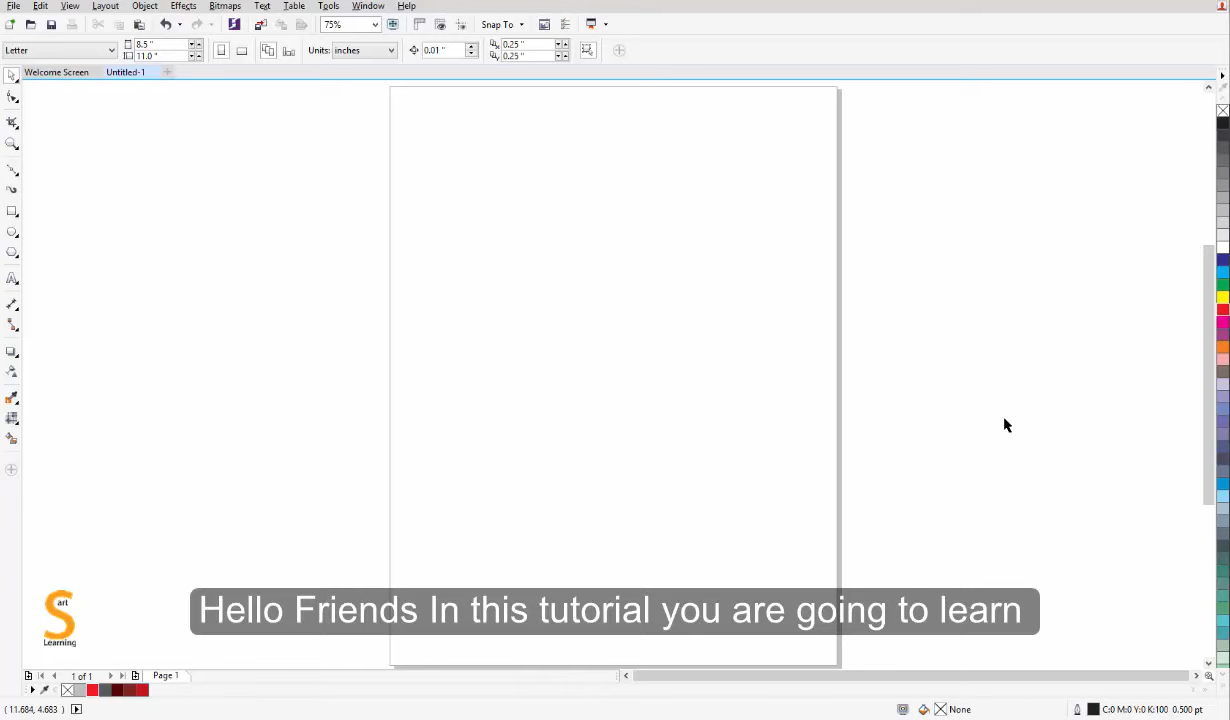 File Edit View Layout Object Effects Bitmaps Text Table Tools Window Help
75% Snap To
Letter 8.5 " 11.0 " Units: inches 0.01 " 0.25 " 0.25 "
Welcome Screen Untitled-1
art
S
Learning
Hello Friends In this tutorial you are going to learn
1 of 1 Page 1
( 11.684, 4.683 ) None C:0 M:0 Y:0 K:100 0.500 pt